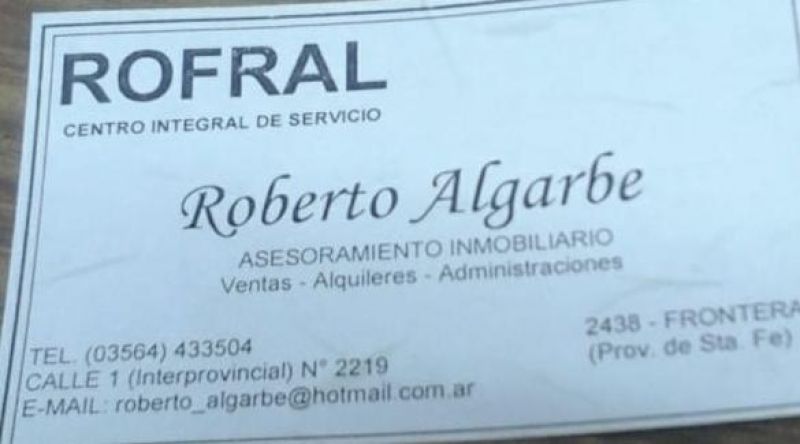 ROFRAL
CENTRO INTEGRAL DE SERVICIO
Roberto Algarbe
ASESORAMIENTO INMOBILIARIO
Ventas - Alquileres - Administraciones
TEL. (03564) 433504
CALLE 1 (Interprovincial) N° 2219
E-MAIL: roberto_algarbe@hotmail.com.ar
2438 - FRONTERA
(Prov. de Sta. Fe)